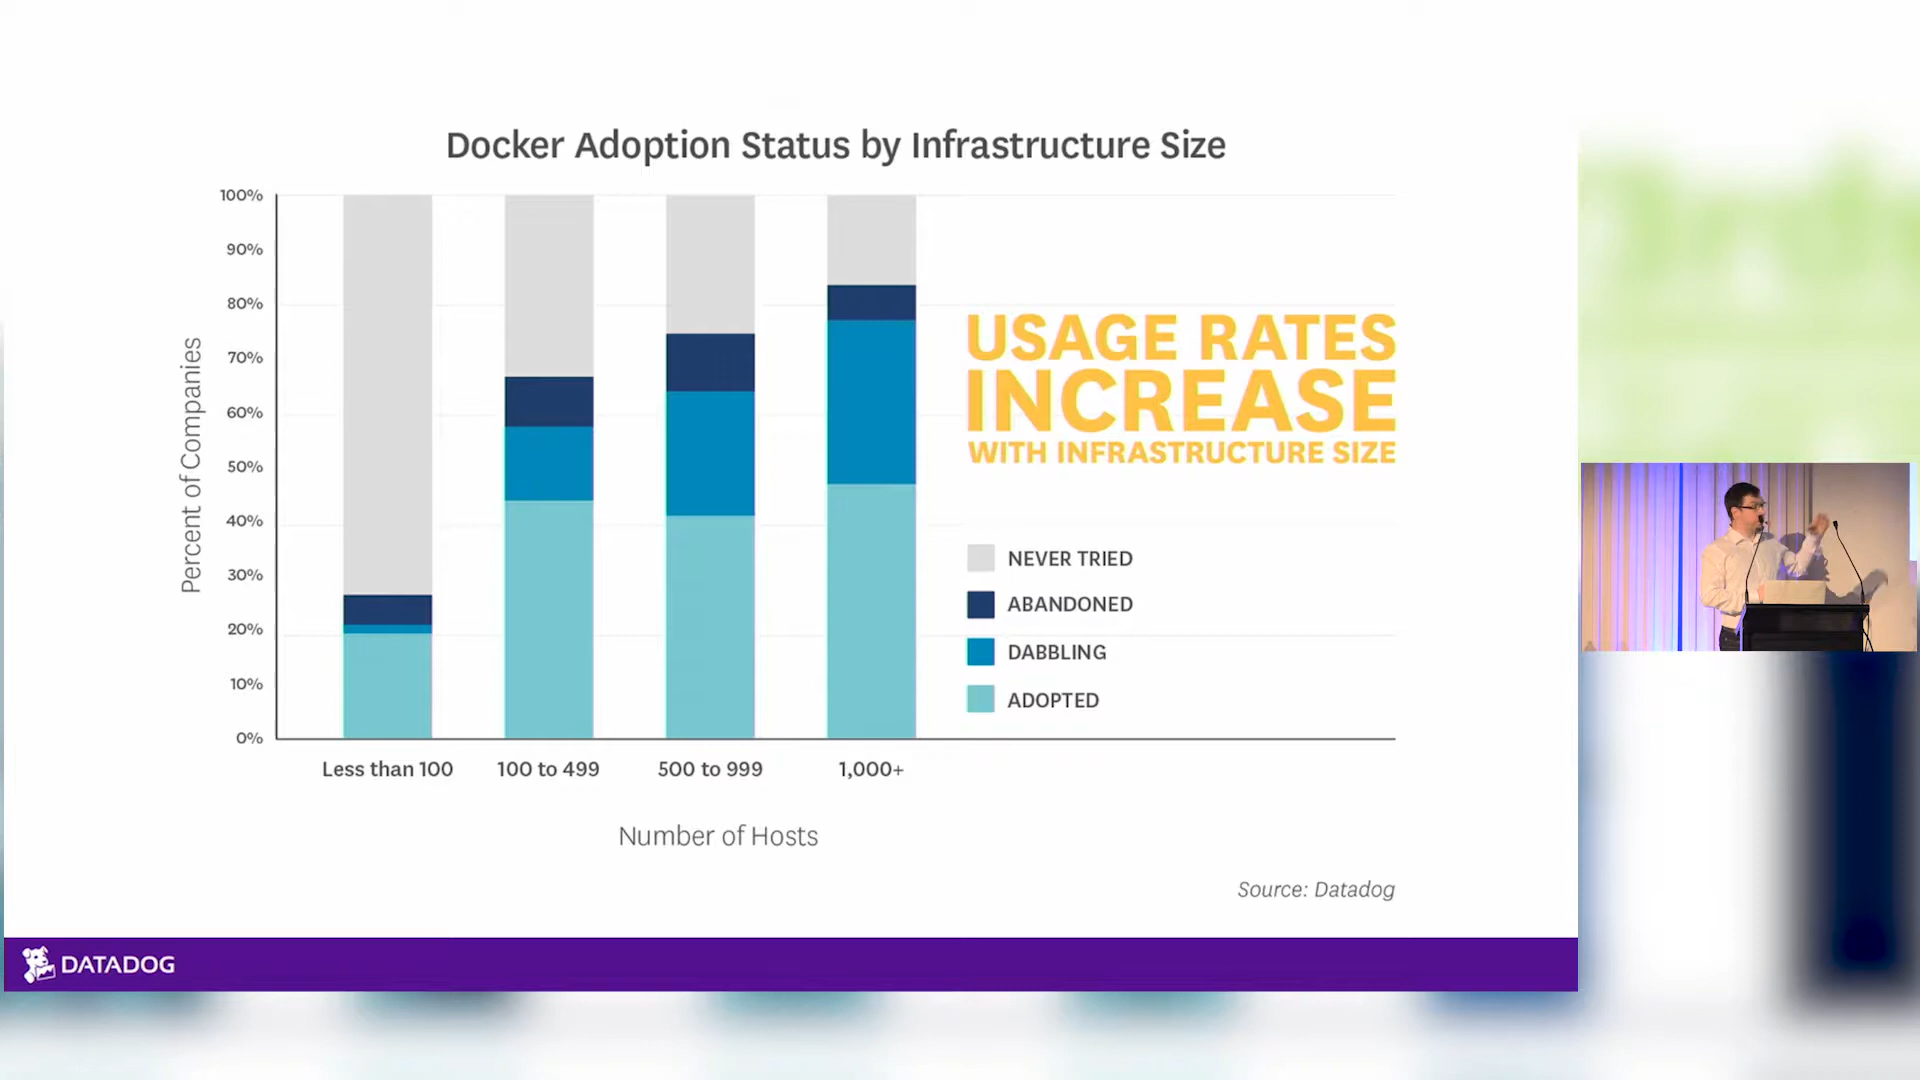 Docker Adoption Status by Infrastructure Size
100%
90%
80%
70%
60%
50%
40%
30%
20%
10%
0%
Percent of Companies
Less than 100
100 to 499
500 to 999
1,000+
Number of Hosts
USAGE RATES
INCREASE
WITH INFRASTRUCTURE SIZE
NEVER TRIED
ABANDONED
DABBLING
ADOPTED
Source: Datadog
DATADOG